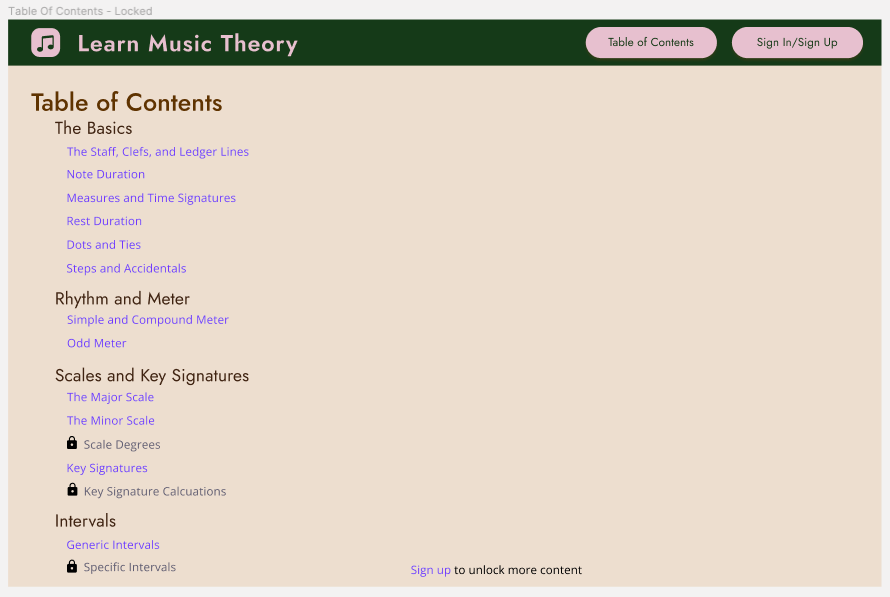 Table Of Contents - Locked
Learn Music Theory
Table of Contents
Sign In/Sign Up
Table of Contents
The Basics
The Staff, Clefs, and Ledger Lines
Note Duration
Measures and Time Signatures
Rest Duration
Dots and Ties
Steps and Accidentals
Rhythm and Meter
Simple and Compound Meter
Odd Meter
Scales and Key Signatures
The Major Scale
The Minor Scale
Scale Degrees
Key Signatures
Key Signature Calcuations
Intervals
Generic Intervals
Specific Intervals
Sign up to unlock more content